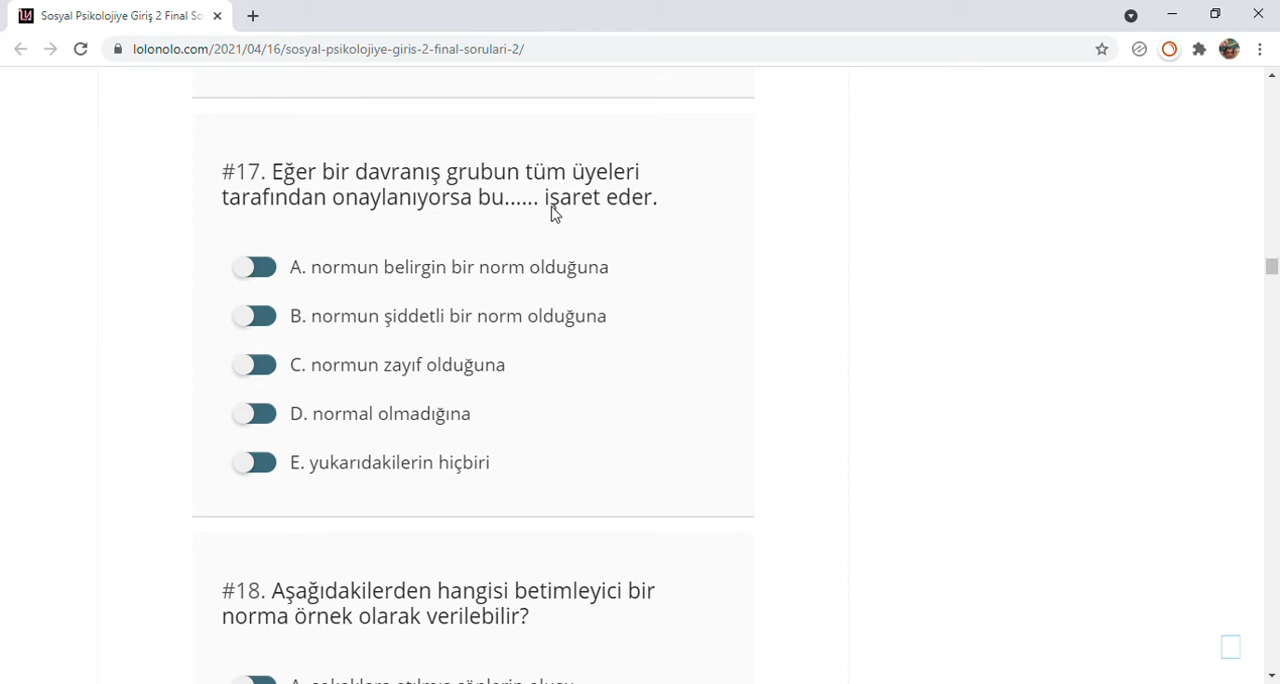 Sosyal Psikolojiye Giriş 2 Final So
lolonolo.com/2021/04/16/sosyal-psikolojiye-giris-2-final-sorulari-2/
#17. Eğer bir davranış grubun tüm üyeleri
tarafından onaylanıyorsa bu...... işaret eder.
A. normun belirgin bir norm olduğuna
B. normun şiddetli bir norm olduğuna
C. normun zayıf olduğuna
D. normal olmadığına
E. yukarıdakilerin hiçbiri
#18. Aşağıdakilerden hangisi betimleyici bir
norma örnek olarak verilebilir?